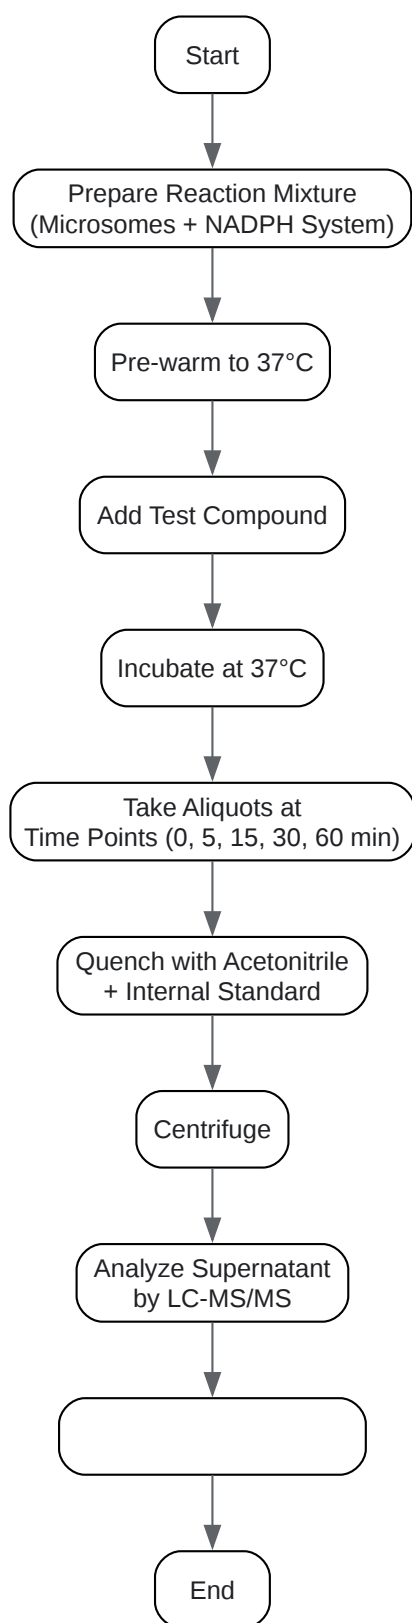 Start
Prepare Reaction Mixture
(Microsomes + NADPH System)
Pre-warm to 37°C
Add Test Compound
Incubate at 37°C
Take Aliquots at
Time Points (0, 5, 15, 30, 60 min)
Quench with Acetonitrile
+ Internal Standard
Centrifuge
Analyze Supernatant
by LC-MS/MS
End